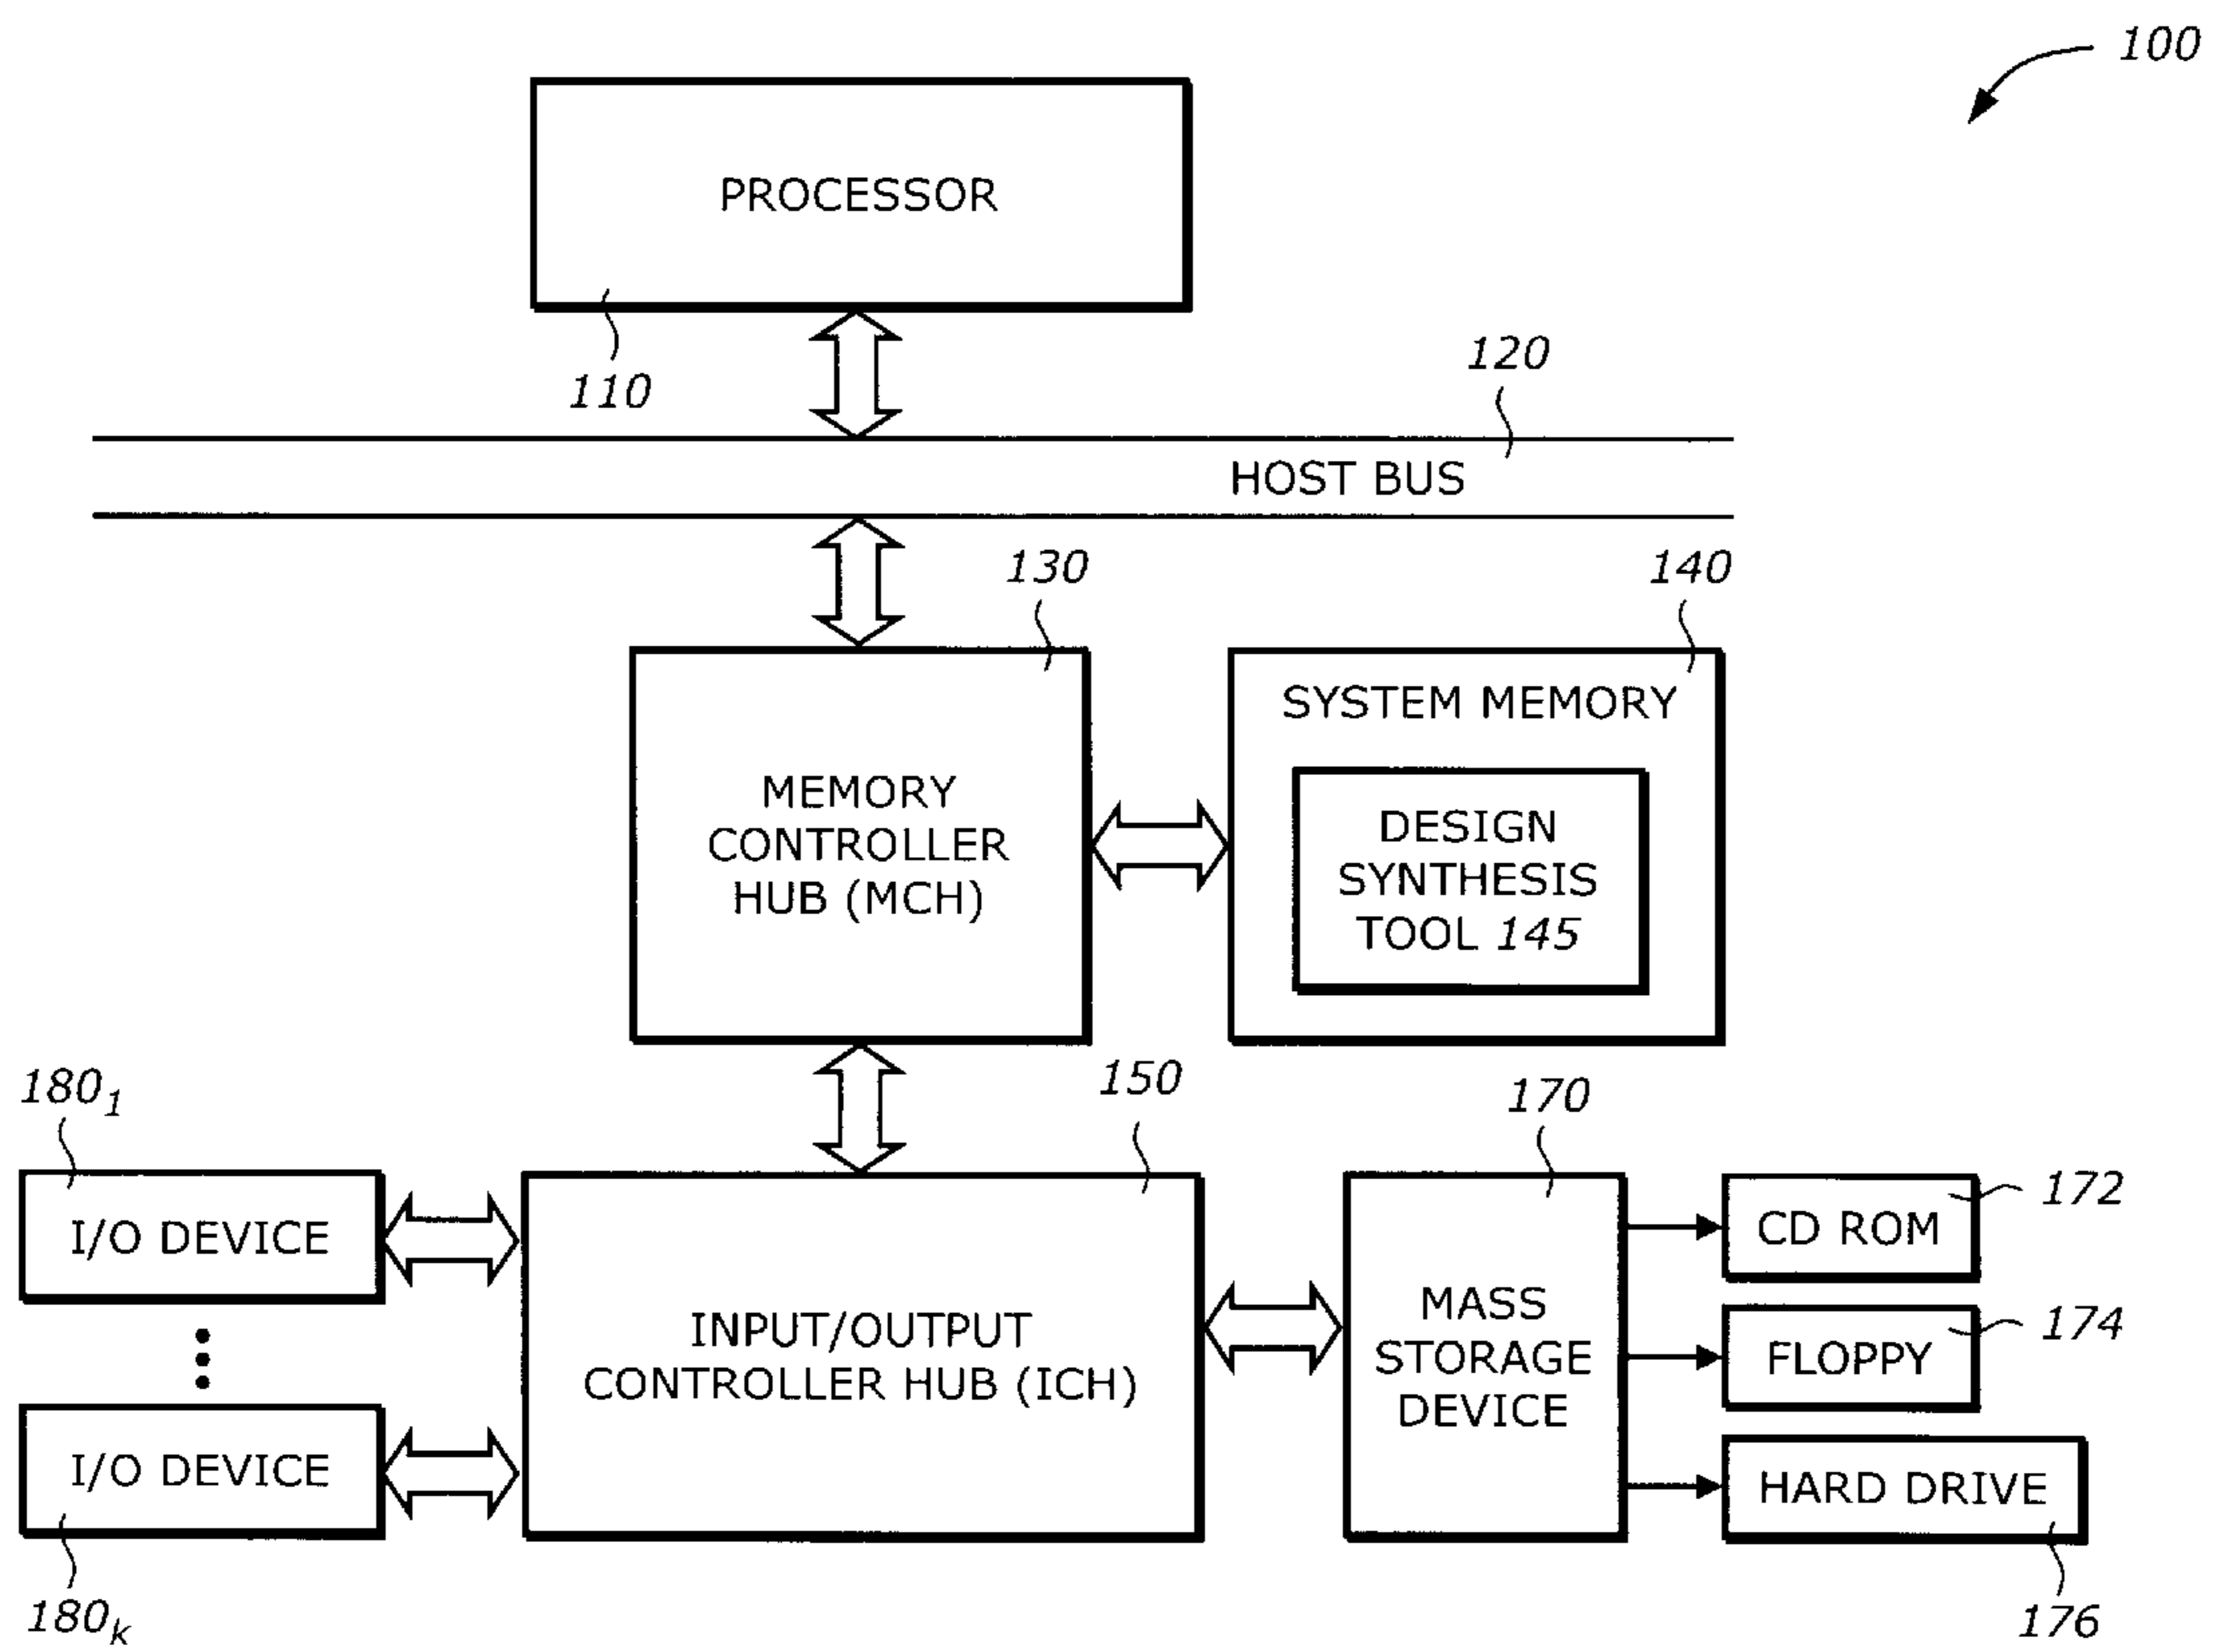 100
PROCESSOR
110
120
HOST BUS
130
140
SYSTEM MEMORY
MEMORY
CONTROLLER
HUB (MCH)
DESIGN
SYNTHESIS
TOOL 145
180₁
150
170
I/O DEVICE
INPUT/OUTPUT
CONTROLLER HUB (ICH)
I/O DEVICE
180ₖ
MASS
STORAGE
DEVICE
172
CD ROM
174
FLOPPY
HARD DRIVE
176